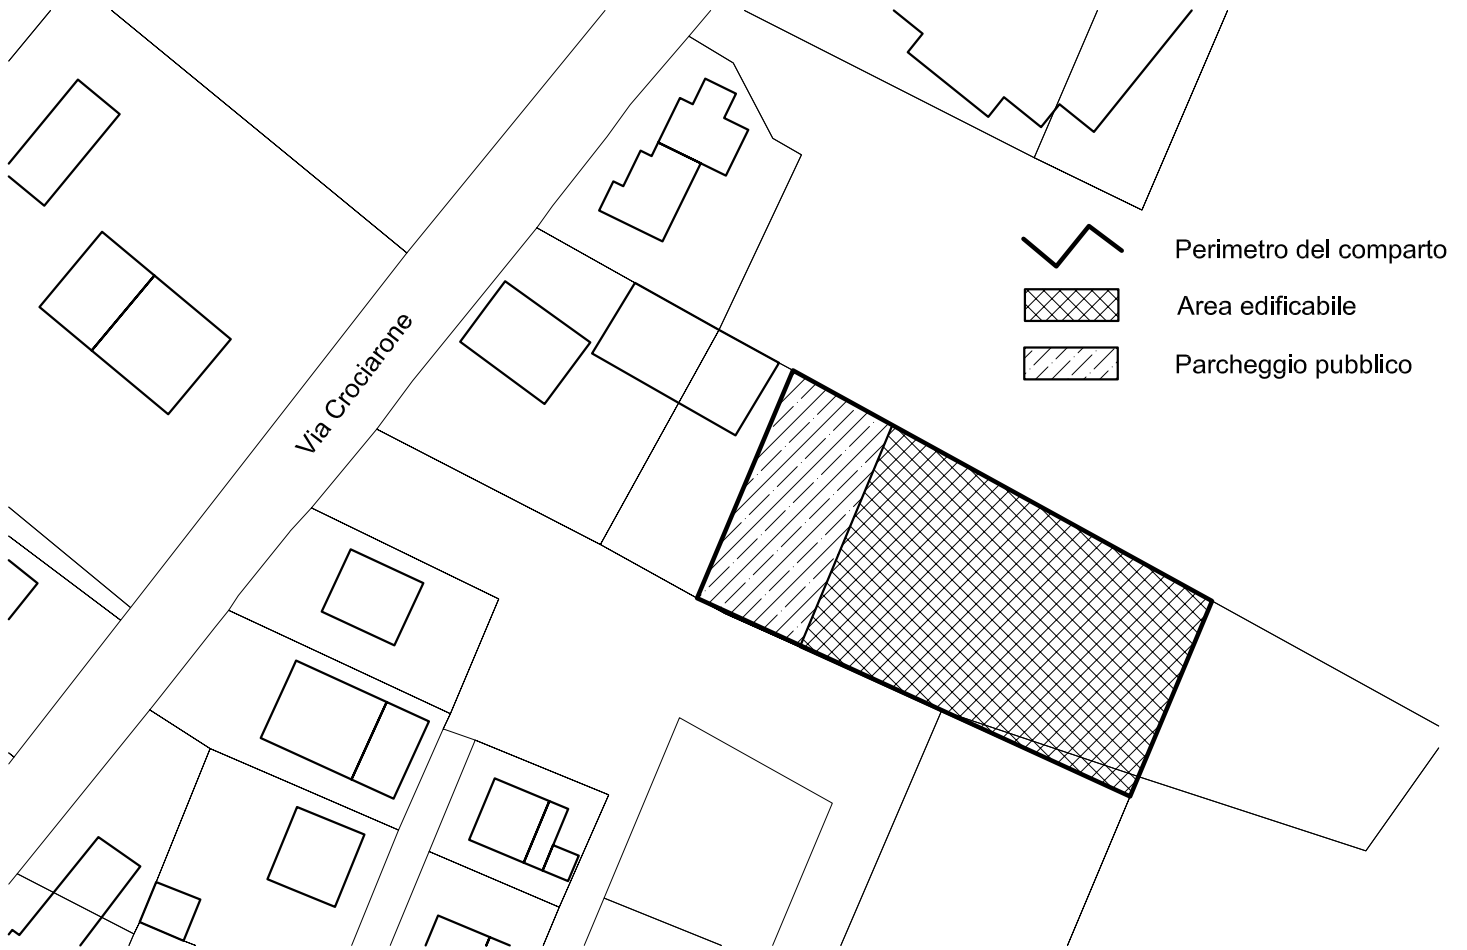 Perimetro del comparto
Area edificabile
Parcheggio pubblico
Via Crociarone